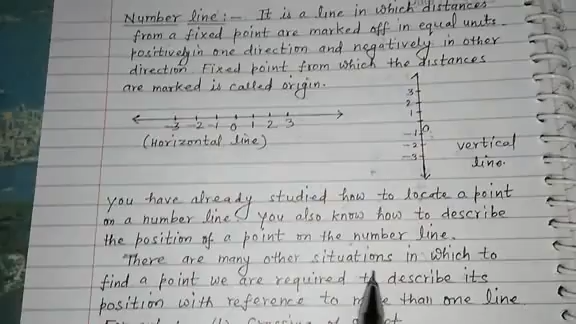 Number line :- It is a line in which distances
from a fixed point are marked off in equal units
positively in one direction and negatively in other
direction. Fixed point from which the distances
are marked is called origin.
-3 -2 -1 0 1 2 3
(Horizontal line)
3
2
1
0
-1
-2
-3
vertical
line.
you have already studied how to locate a point
on a number line. you also know how to describe
the position of a point on the number line.
There are many other situations in which to
find a point we are required to describe its
position with reference to more than one line